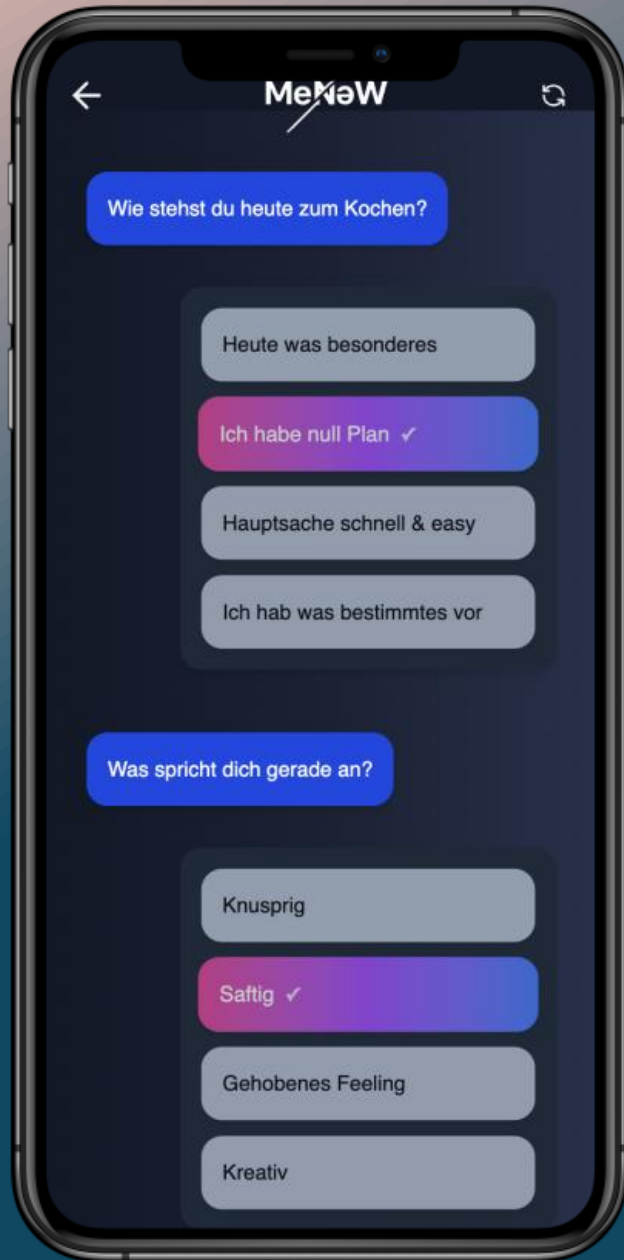 MeNəW
Wie stehst du heute zum Kochen?
Heute was besonderes
Ich habe null Plan ✓
Hauptsache schnell & easy
Ich hab was bestimmtes vor
Was spricht dich gerade an?
Knusprig
Saftig ✓
Gehobenes Feeling
Kreativ